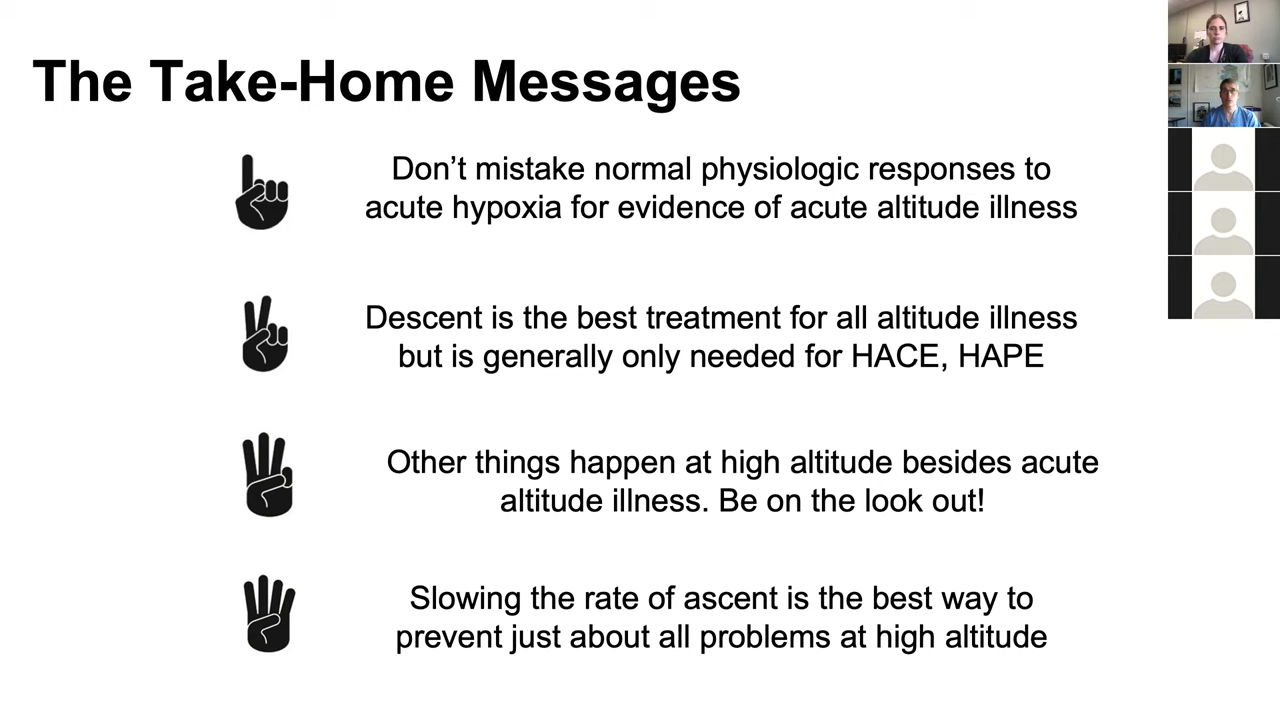 The Take-Home Messages
Don’t mistake normal physiologic responses to
acute hypoxia for evidence of acute altitude illness
Descent is the best treatment for all altitude illness
but is generally only needed for HACE, HAPE
Other things happen at high altitude besides acute
altitude illness. Be on the look out!
Slowing the rate of ascent is the best way to
prevent just about all problems at high altitude